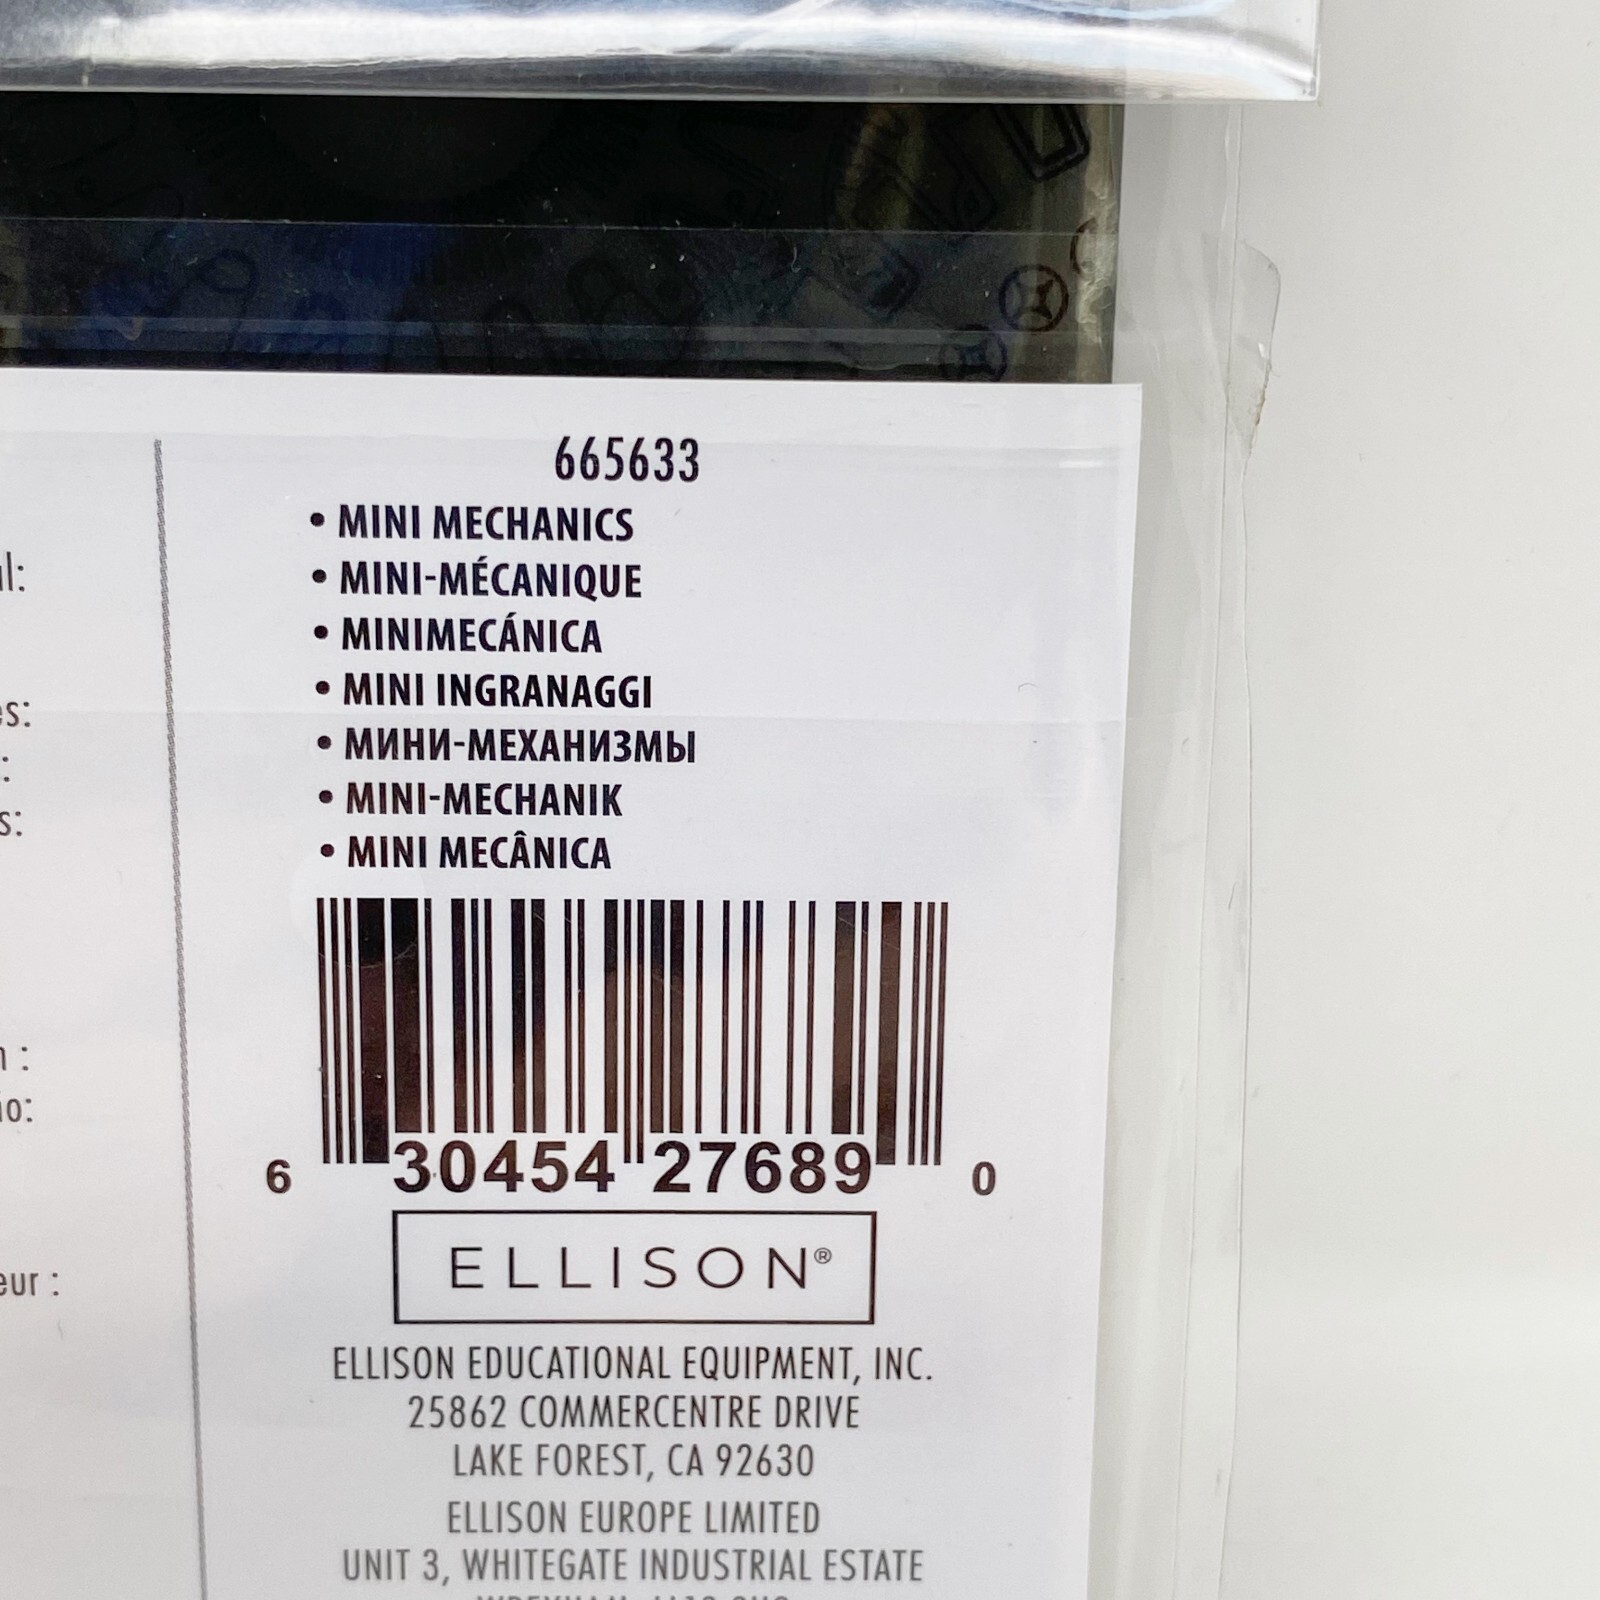 665633
• MINI MECHANICS
• MINI-MÉCANIQUE
• MINIMECÁNICA
• MINI INGRANAGGI
• МИНИ-МЕХАНИЗМЫ
• MINI-MECHANIK
• MINI MECÂNICA
6 30454 27689 0
ELLISON®
ELLISON EDUCATIONAL EQUIPMENT, INC.
25862 COMMERCENTRE DRIVE
LAKE FOREST, CA 92630
ELLISON EUROPE LIMITED
UNIT 3, WHITEGATE INDUSTRIAL ESTATE